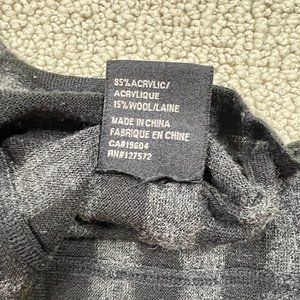 85% ACRYLIC/
ACRYLIQUE
15% WOOL/LAINE
MADE IN CHINA
FABRIQUE EN CHINE
CA#19604
RN#127572